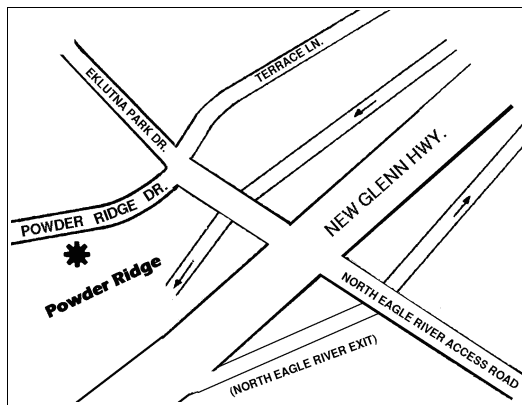 EKLUTNA PARK DR.
TERRACE LN.
NEW GLENN HWY.
POWDER RIDGE DR.
Powder Ridge
NORTH EAGLE RIVER ACCESS ROAD
(NORTH EAGLE RIVER EXIT)